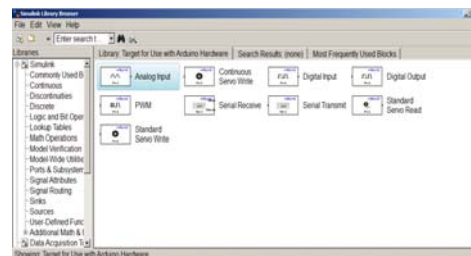 Simulink Library Browser
File Edit View Help
Enter search t
Libraries
Library: Target for Use with Arduino Hardware
Search Results: (none)
Most Frequently Used Blocks
Simulink
Commonly Used B
Continuous
Discontinuities
Discrete
Logic and Bit Oper
Lookup Tables
Math Operations
Model Verification
Model-Wide Utilitie
Ports & Subsystem
Signal Attributes
Signal Routing
Sinks
Sources
User-Defined Func
Additional Math & I
Data Acquisition T
Analog Input
Continuous
Servo Write
Digital Input
Digital Output
PWM
Serial Receive
Serial Transmit
Standard
Servo Read
Standard
Servo Write
Showing: Target for Use with Arduino Hardware